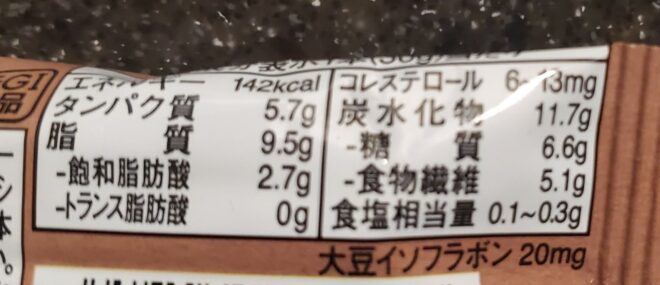 エネルギー 142kcal
タンパク質 5.7g
脂質 9.5g
-飽和脂肪酸 2.7g
-トランス脂肪酸 0g
コレステロール 6~13mg
炭水化物 11.7g
-糖質 6.6g
-食物繊維 5.1g
食塩相当量 0.1~0.3g
大豆イソフラボン 20mg